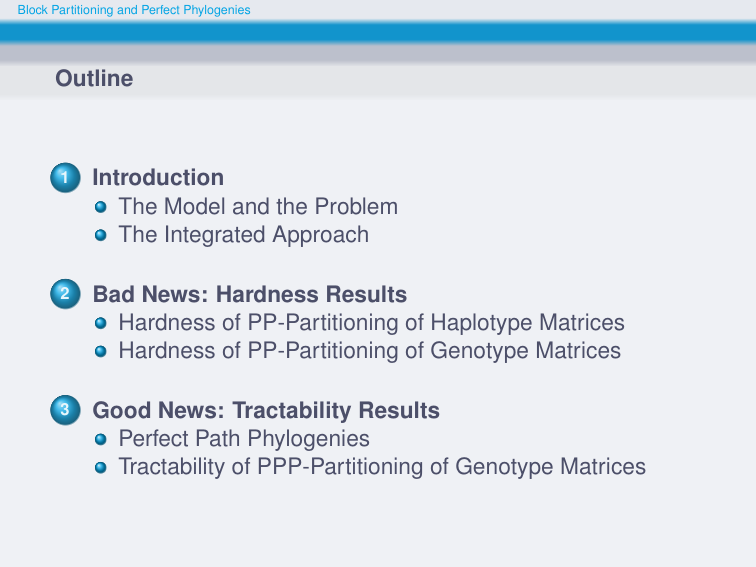 Block Partitioning and Perfect Phylogenies
Outline
1 Introduction
The Model and the Problem
The Integrated Approach
2 Bad News: Hardness Results
Hardness of PP-Partitioning of Haplotype Matrices
Hardness of PP-Partitioning of Genotype Matrices
3 Good News: Tractability Results
Perfect Path Phylogenies
Tractability of PPP-Partitioning of Genotype Matrices